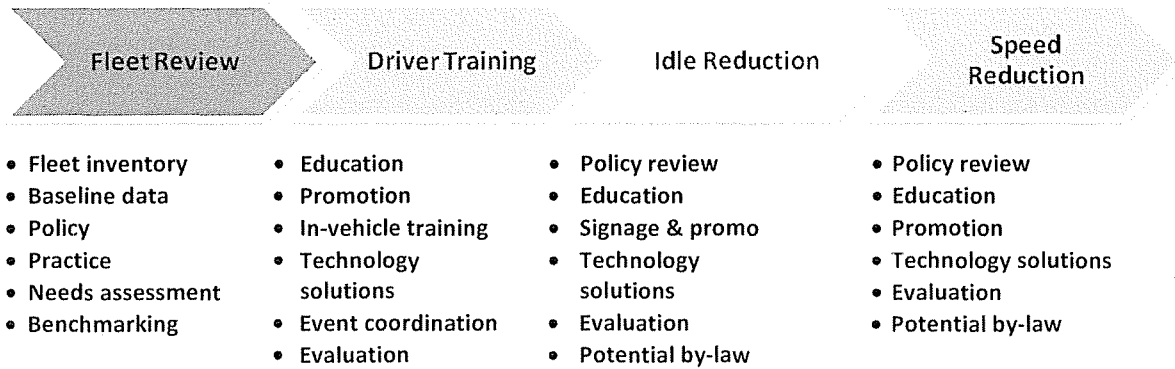 Fleet Review
Driver Training
Idle Reduction
Speed
Reduction
• Fleet inventory
• Baseline data
• Policy
• Practice
• Needs assessment
• Benchmarking
• Education
• Promotion
• In-vehicle training
• Technology
solutions
• Event coordination
• Evaluation
• Policy review
• Education
• Signage & promo
• Technology
solutions
• Evaluation
• Potential by-law
• Policy review
• Education
• Promotion
• Technology solutions
• Evaluation
• Potential by-law